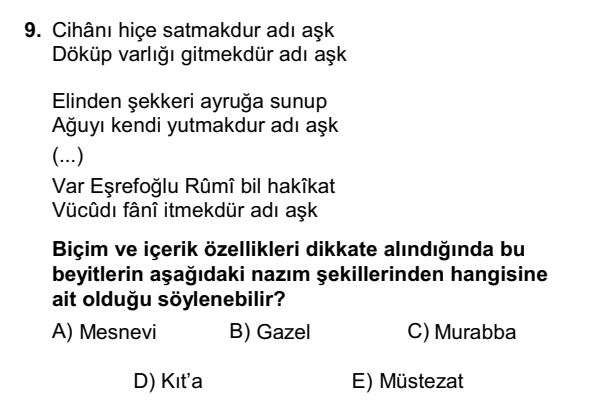 9. Cihânı hiçe satmakdur adı aşk
Döküp varlığı gitmekdür adı aşk
Elinden şekkeri ayruğa sunup
Ağuyı kendi yutmakdur adı aşk
(...)
Var Eşrefoğlu Rûmî bil hakîkat
Vücûdı fânî itmekdür adı aşk
Biçim ve içerik özellikleri dikkate alındığında bu
beyitlerin aşağıdaki nazım şekillerinden hangisine
ait olduğu söylenebilir?
A) Mesnevi B) Gazel C) Murabba
D) Kıt’a E) Müstezat